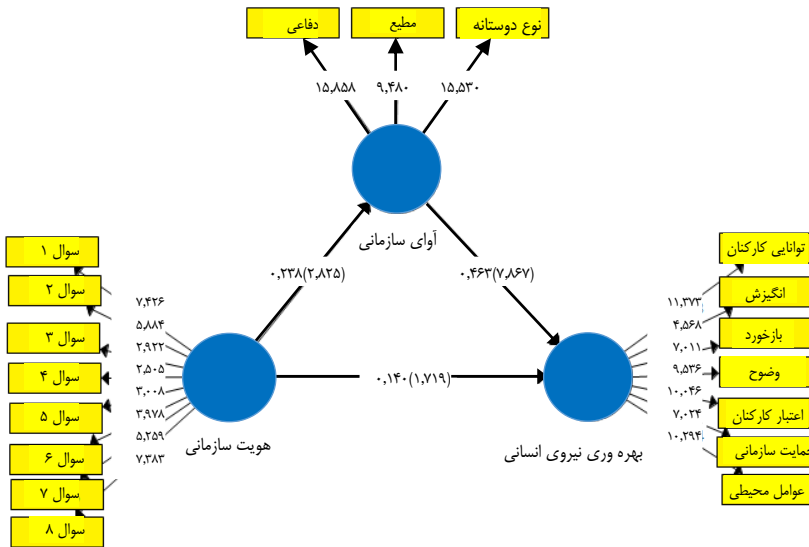 نوع دوستانه
مطیع
دفاعی
۱۵,۵۳۰
۹,۴۸۰
۱۵,۸۵۸
آوای سازمانی
۰,۲۳۸(۲,۸۲۵)
۰,۴۶۳(۷,۸۶۷)
۰,۱۴۰(۱,۷۱۹)
سوال ۱
سوال ۲
سوال ۳
سوال ۴
سوال ۵
سوال ۶
سوال ۷
سوال ۸
۷,۴۲۶
۵,۸۸۴
۲,۹۲۲
۲,۵۰۵
۳,۰۰۸
۳,۹۷۸
۵,۲۵۹
۷,۳۸۳
هویت سازمانی
توانایی کارکنان
انگیزش
بازخورد
وضوح
اعتبار کارکنان
حمایت سازمانی
عوامل محیطی
۱۱,۳۷۳
۴,۵۶۸
۷,۰۱۱
۹,۵۳۶
۱۰,۰۴۶
۷,۰۲۴
۱۰,۲۹۴
بهره وری نیروی انسانی